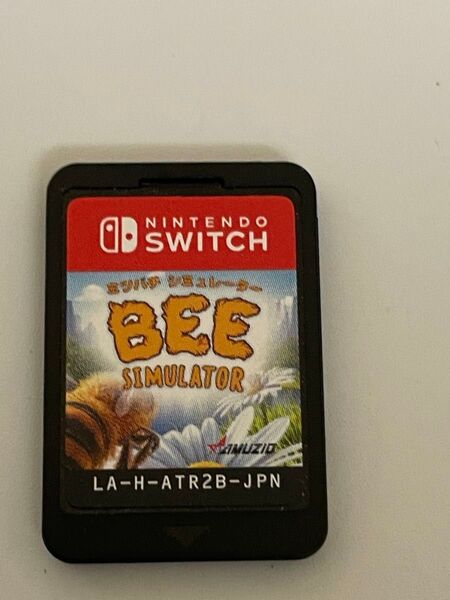 NINTENDO
SWITCH
ミツバチ シミュレーター
BEE
SIMULATOR
AMUZIO
LA-H-ATR2B-JPN